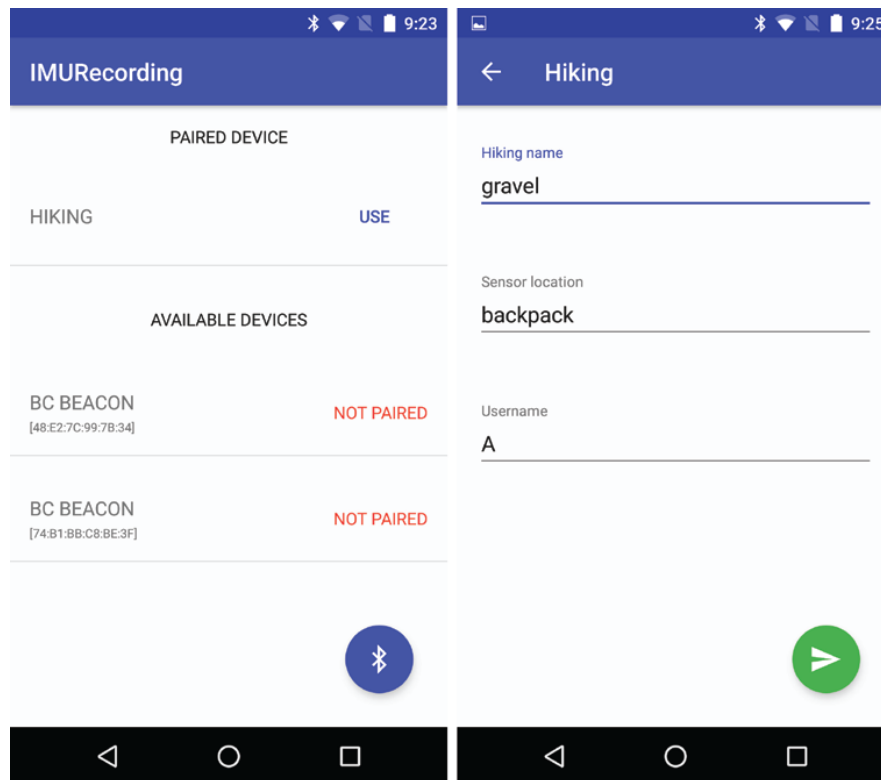 9:23
IMURecording
PAIRED DEVICE
HIKING USE
AVAILABLE DEVICES
BC BEACON
[48:E2:7C:99:7B:34]
NOT PAIRED
BC BEACON
[74:B1:BB:C8:BE:3F]
NOT PAIRED
9:25
Hiking
Hiking name
gravel
Sensor location
backpack
Username
A